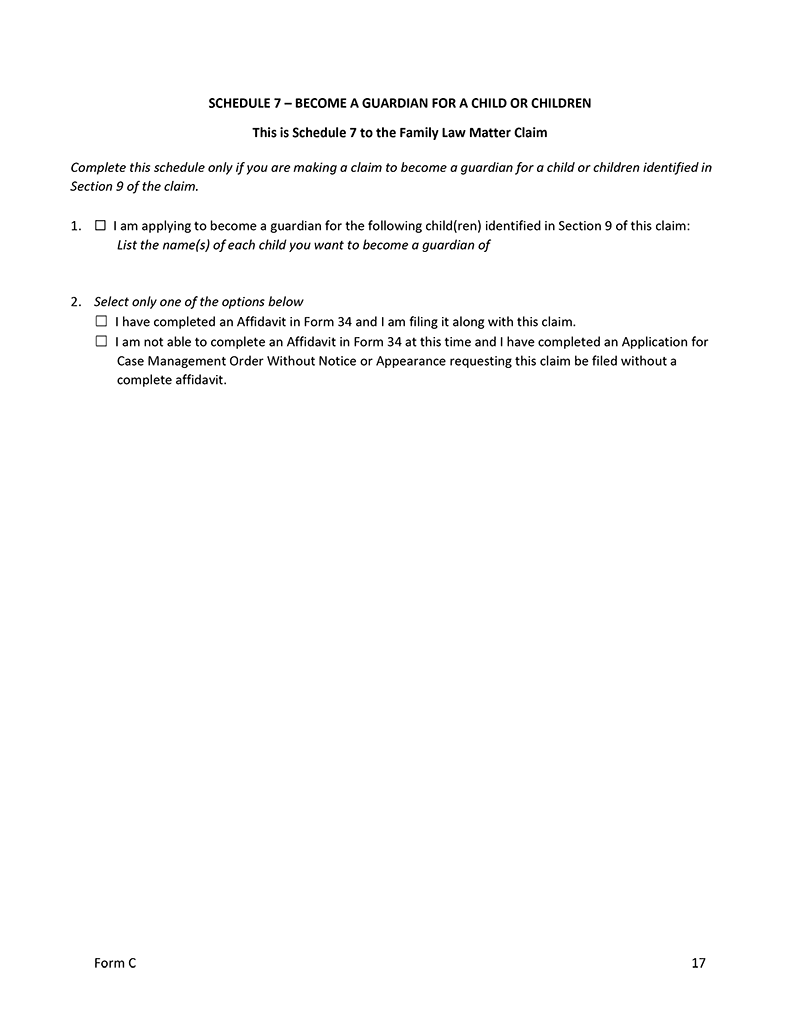 SCHEDULE 7 – BECOME A GUARDIAN FOR A CHILD OR CHILDREN
This is Schedule 7 to the Family Law Matter Claim
Complete this schedule only if you are making a claim to become a guardian for a child or children identified in
Section 9 of the claim.
1. ☐ I am applying to become a guardian for the following child(ren) identified in Section 9 of this claim:
List the name(s) of each child you want to become a guardian of
2. Select only one of the options below
☐ I have completed an Affidavit in Form 34 and I am filing it along with this claim.
☐ I am not able to complete an Affidavit in Form 34 at this time and I have completed an Application for
Case Management Order Without Notice or Appearance requesting this claim be filed without a
complete affidavit.
Form C 17